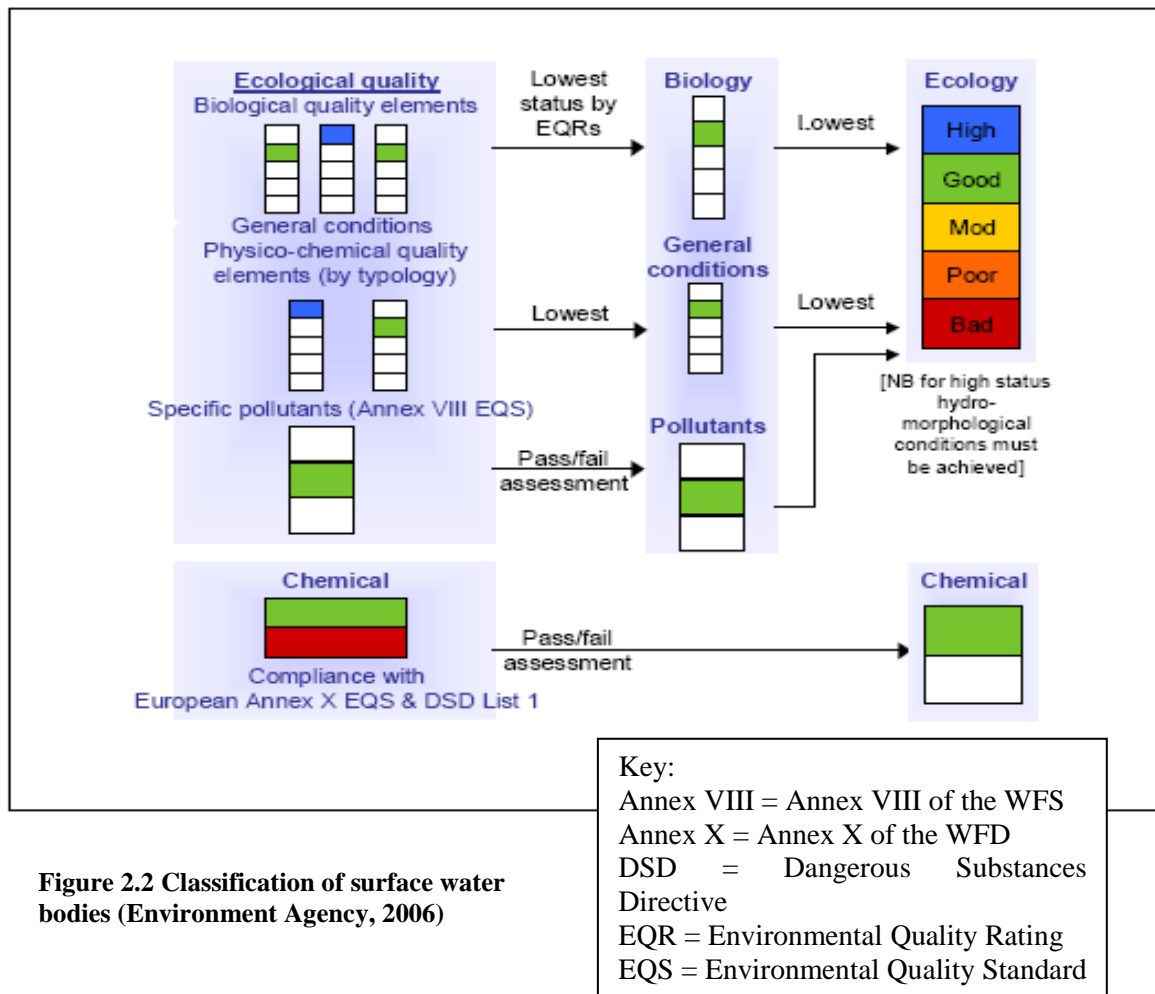 Ecological quality
Biological quality elements
General conditions
Physico-chemical quality
elements (by typology)
Specific pollutants (Annex VIII EQS)
Lowest
status by
EQRs
Lowest
Pass/fail
assessment
Biology
General
conditions
Pollutants
Lowest
Lowest
Ecology
High
Good
Mod
Poor
Bad
[NB for high status
hydro-
morphological
conditions must
be achieved]
Chemical
Compliance with
European Annex X EQS & DSD List 1
Pass/fail
assessment
Chemical
Key:
Annex VIII = Annex VIII of the WFS
Annex X = Annex X of the WFD
DSD = Dangerous Substances
Directive
EQR = Environmental Quality Rating
EQS = Environmental Quality Standard
Figure 2.2 Classification of surface water
bodies (Environment Agency, 2006)